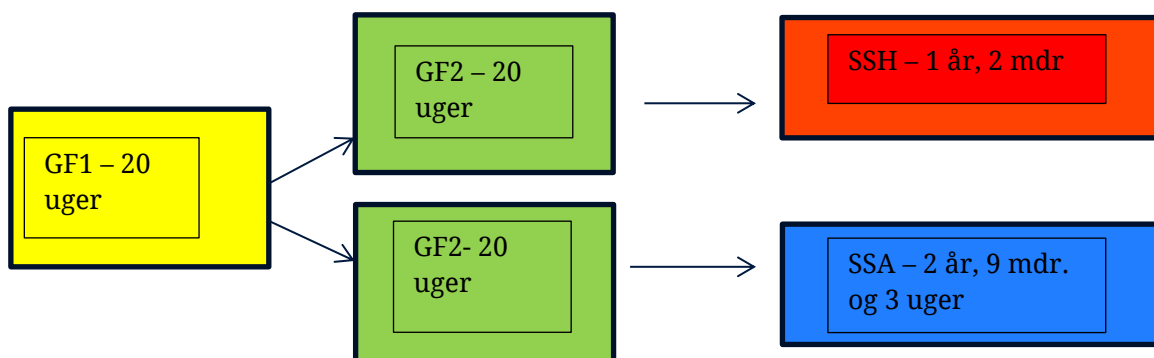 GF1 – 20
uger
GF2 – 20
uger
GF2- 20
uger
SSH – 1 år, 2 mdr
SSA – 2 år, 9 mdr.
og 3 uger